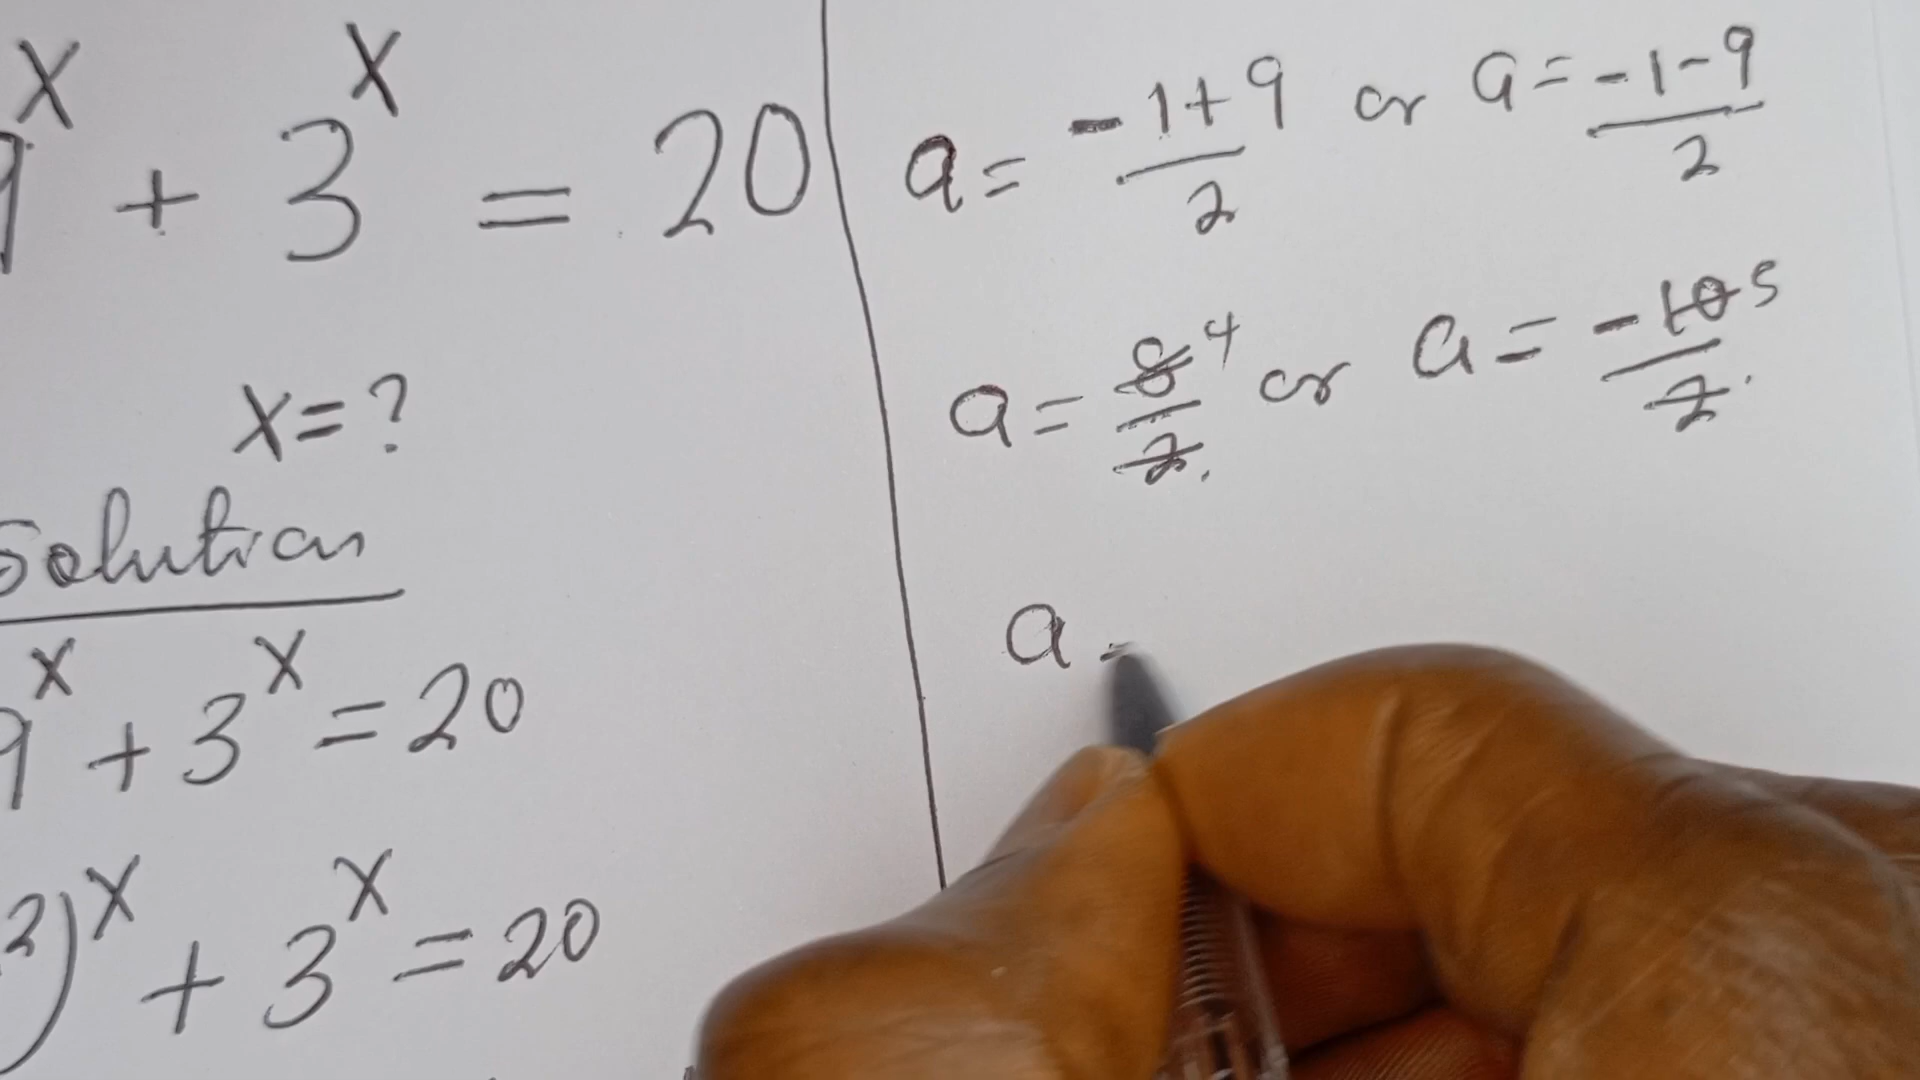 9^x + 3^x = 20
x = ?
Solution
9^x + 3^x = 20
2)^x + 3^x = 20
a = (-1+9)/2 or a = (-1-9)/2
a = 8/2 4 or a = -10/2 5
a =